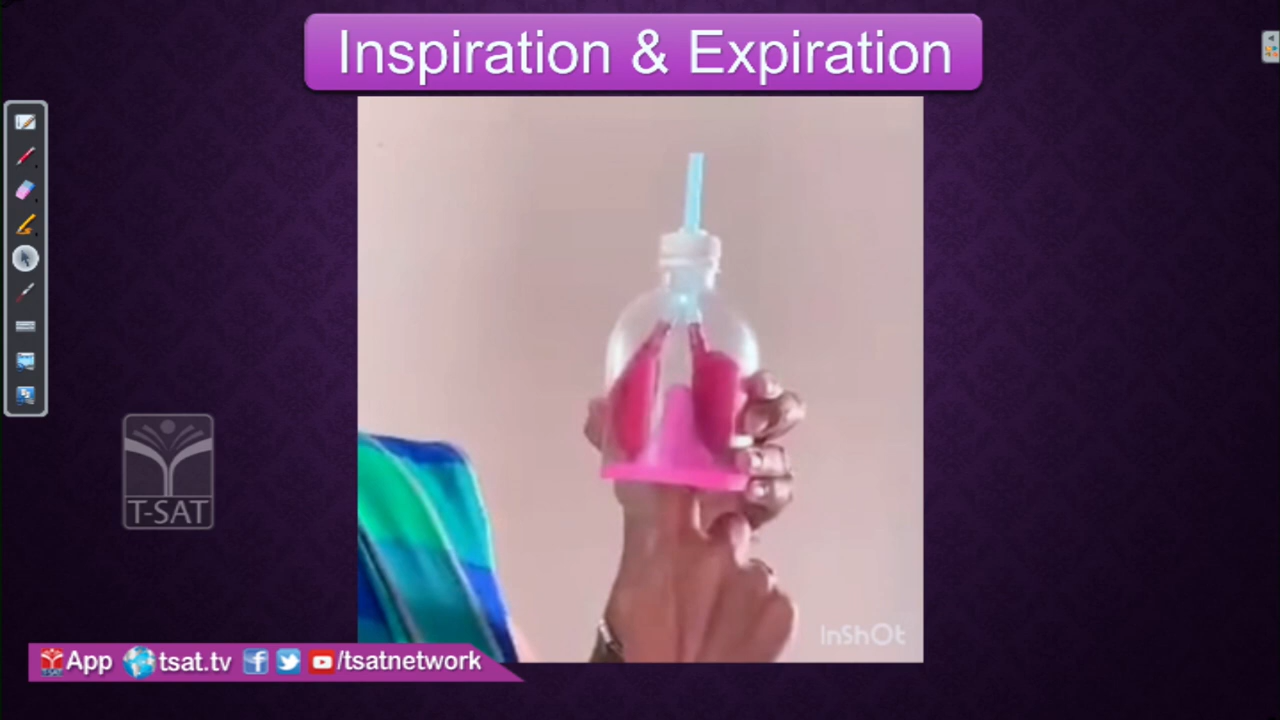 Inspiration & Expiration
T-SAT
App tsat.tv /tsatnetwork
InShOt